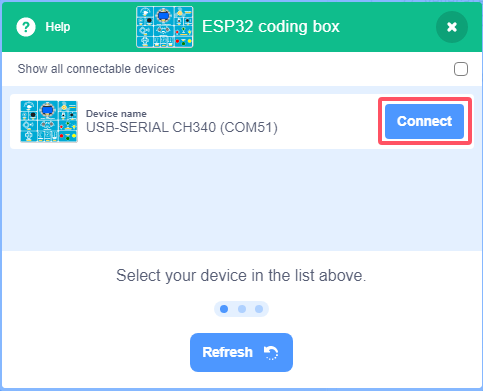 Help
ESP32 coding box
Show all connectable devices
Device name
USB-SERIAL CH340 (COM51)
Connect
Select your device in the list above.
Refresh